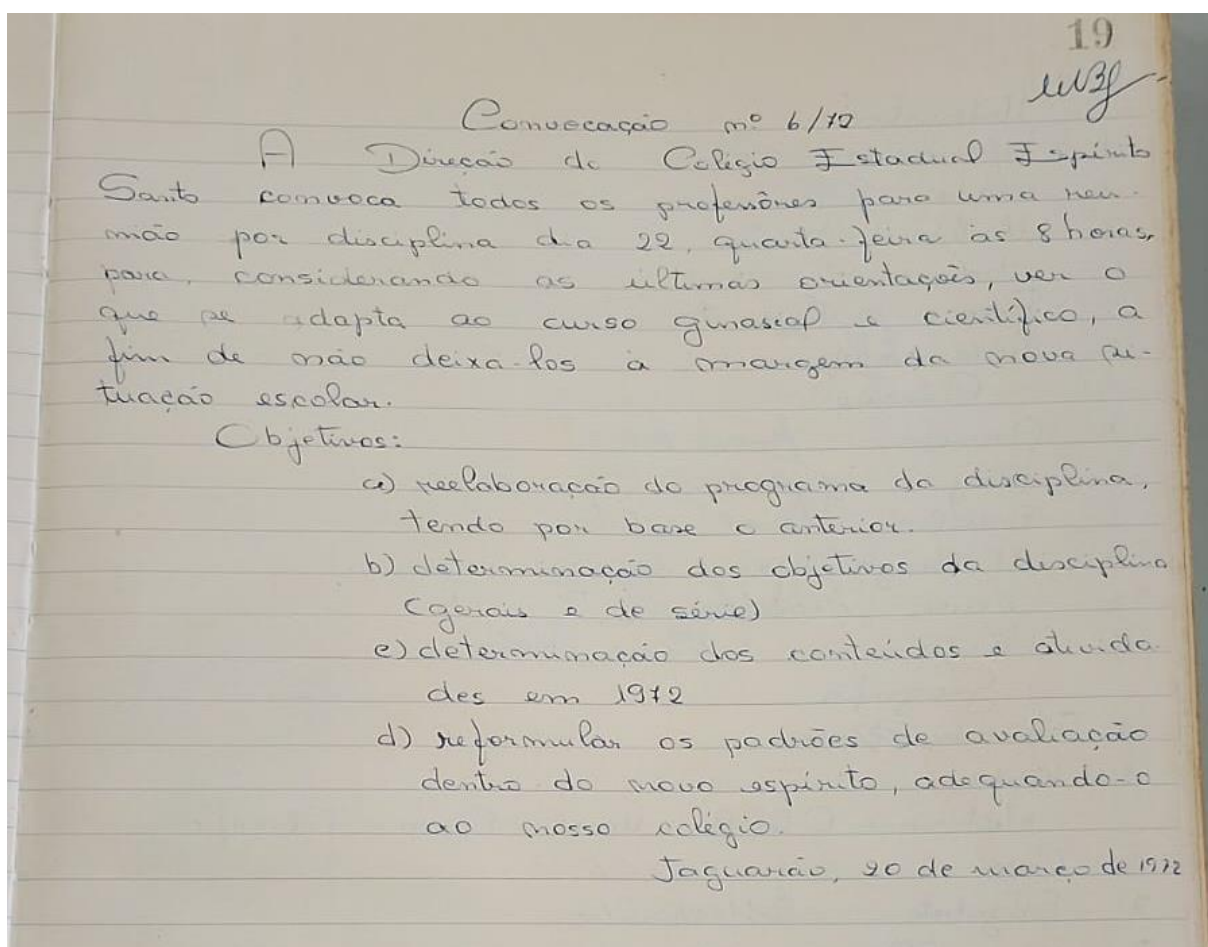 19
Convocação nº 6/72
A Direção do Colégio Estadual Espírito
Santo convoca todos os professôres para uma reu-
nião por disciplina dia 22, quarta-feira às 8 horas,
para, considerando as últimas orientações, ver o
que se adapta ao curso ginasial e científico, a
fim de não deixa-los à margem da nova si-
tuação escolar.
Objetivos:
a) reelaboração do programa da disciplina,
tendo por base o anterior.
b) determinação dos objetivos da disciplina
(gerais e de série)
c) determinação dos conteúdos e ativida-
des em 1972
d) reformular os padrões de avaliação
dentro do novo espírito, adequando-o
ao nosso colégio.
Jaguarão, 20 de março de 1972